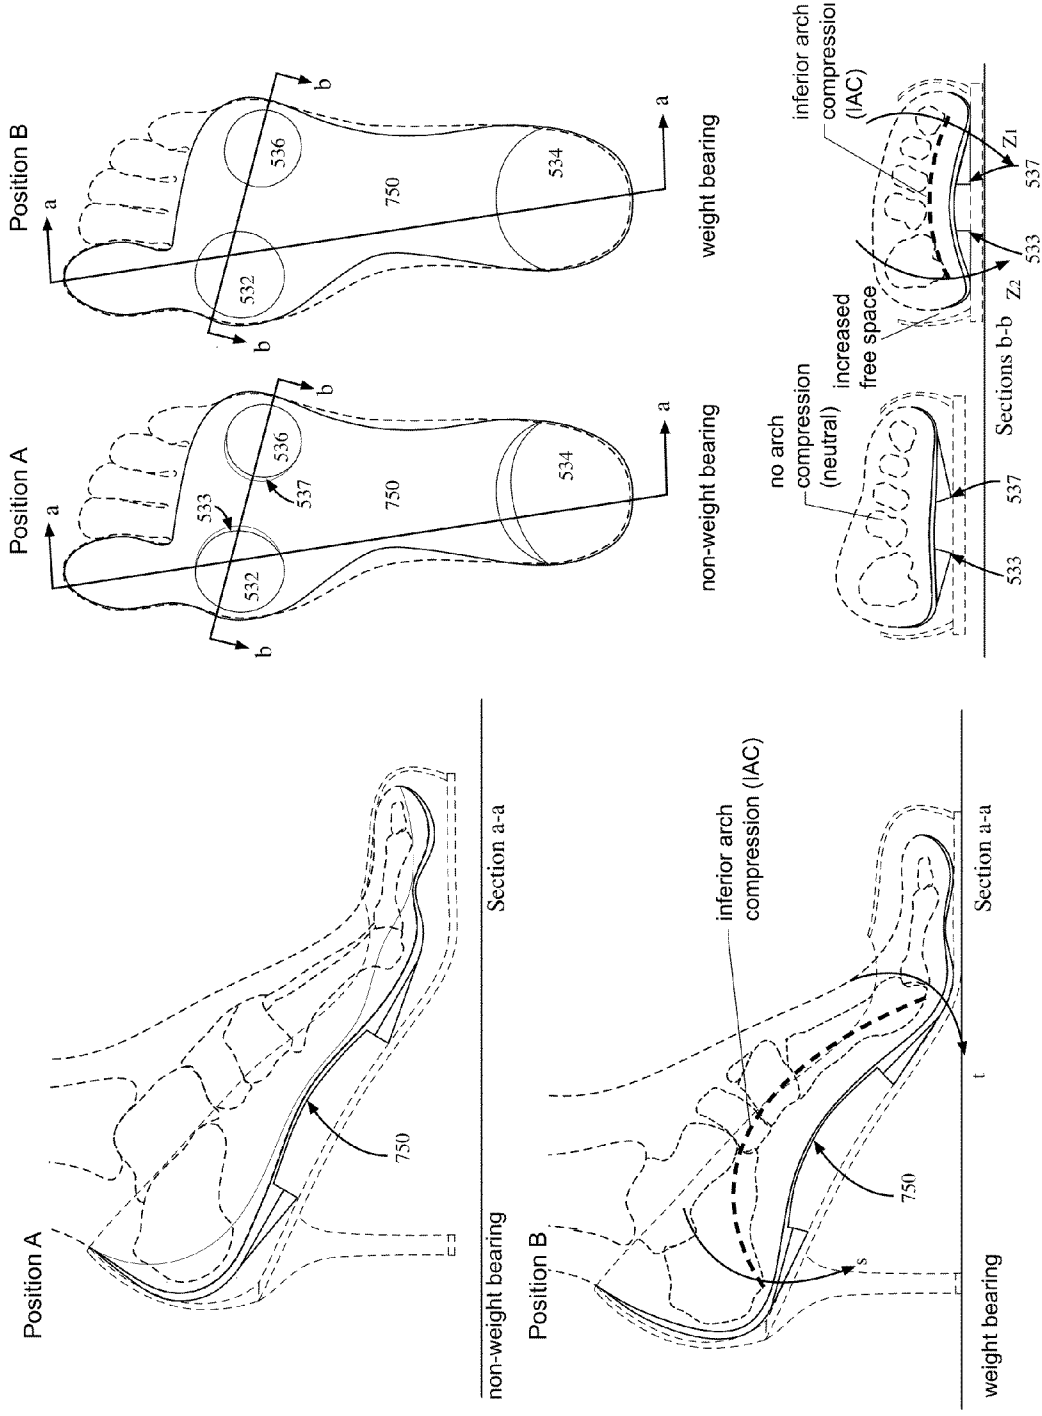 Position A
a
533
532
536
537
b
b
750
534
a
non-weight bearing
Position B
a
532
536
b
b
750
534
a
weight bearing
no arch
compression
(neutral)
533
537
inferior arch
compression
(IAC)
increased
free space
Z2
533
Z1
537
Sections b-b
Position A
750
non-weight bearing
Section a-a
Position B
inferior arch
compression (IAC)
s
750
t
weight bearing
Section a-a